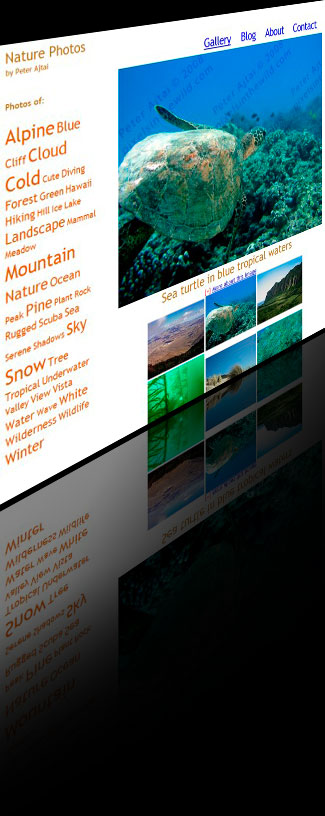 Nature Photos
by Peter Ajtai
Gallery Blog About Contact
Photos of:
Alpine Blue
Cliff Cloud
Cold Cute Diving
Forest Green Hawaii
Hiking Hill Ice Lake
Landscape Mammal
Meadow
Mountain
Nature Ocean
Peak Pine Plant Rock
Rugged Scuba Sea
Serene Shadows Sky
Snow Tree
Tropical Underwater
Valley View Vista
Water Wave White
Wilderness Wildlife
Winter
Sea turtle in blue tropical waters